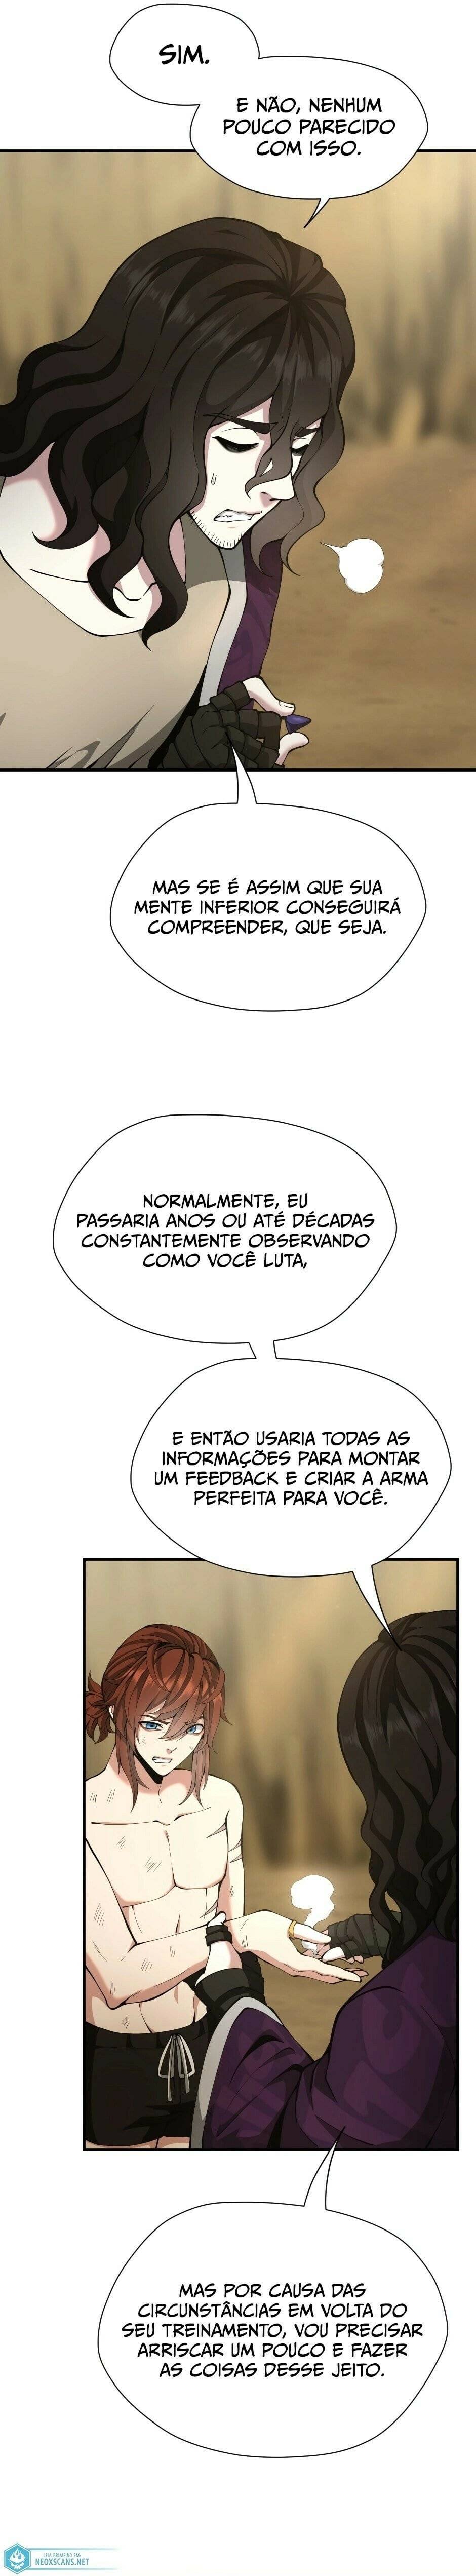 SIM.
E NÃO, NENHUM
POUCO PARECIDO
COM ISSO.
MAS SE É ASSIM QUE SUA
MENTE INFERIOR CONSEGUIRÁ
COMPREENDER, QUE SEJA.
NORMALMENTE, EU
PASSARIA ANOS OU ATÉ DÉCADAS
CONSTANTEMENTE OBSERVANDO
COMO VOCÊ LUTA,
E ENTÃO USARIA TODAS AS
INFORMAÇÕES PARA MONTAR
UM FEEDBACK E CRIAR A ARMA
PERFEITA PARA VOCÊ.
MAS POR CAUSA DAS
CIRCUNSTÂNCIAS EM VOLTA DO
SEU TREINAMENTO, VOU PRECISAR
ARRISCAR UM POUCO E FAZER
AS COISAS DESSE JEITO.
LEIA PRIMEIRO EM:
NEOXSCANS.NET